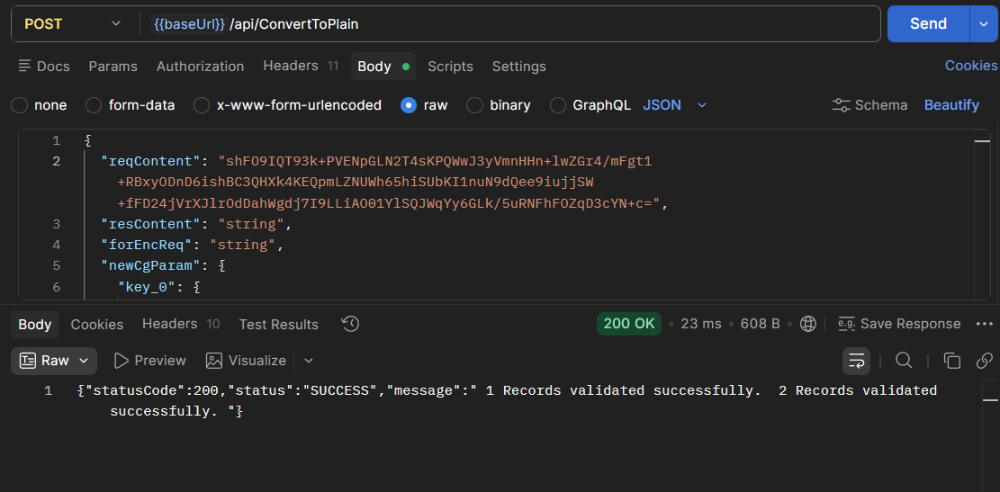 POST {{baseUrl}} /api/ConvertToPlain Send
Docs Params Authorization Headers 11 Body Scripts Settings Cookies
none form-data x-www-form-urlencoded raw binary GraphQL JSON Schema Beautify
1 {
2 "reqContent": "shFO9IQT93k+PVENpGLN2T4sKPQWwJ3yVmnHHn+lwZGr4/mFgt1
+RBxyODnD6ishBC3QHXk4KEQpmLZNUWh65hiSUbKI1nuN9dQee9iujjSW
+fFD24jVrXJlrOdDahWgdj7I9LLiAO01YlSQJWqYy6GLk/5uRNFhFOZqD3cYN+c=",
3 "resContent": "string",
4 "forEncReq": "string",
5 "newCgParam": {
6 "key_0": {
Body Cookies Headers 10 Test Results 200 OK 23 ms 608 B e.g. Save Response
Raw Preview Visualize
1 {"statusCode":200,"status":"SUCCESS","message":" 1 Records validated successfully.  2 Records validated
successfully. "}